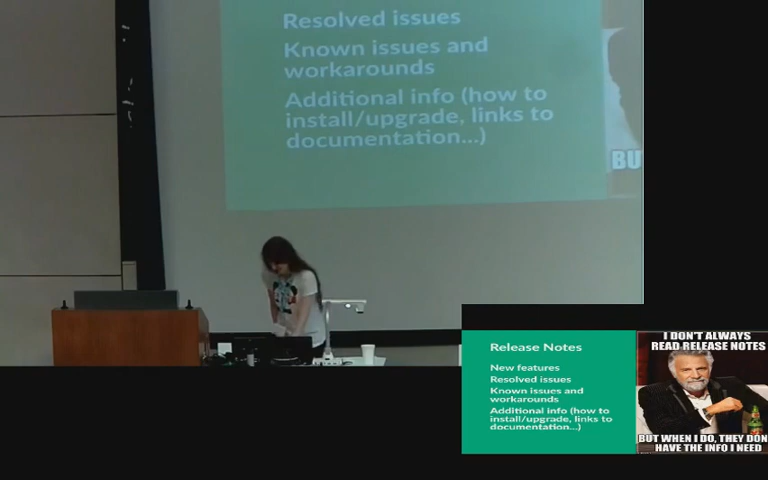 Resolved issues
Known issues and
workarounds
Additional info (how to
install/upgrade, links to
documentation...)
BU
Release Notes
New features
Resolved issues
Known issues and
workarounds
Additional info (how to
install/upgrade, links to
documentation...)
I DON'T ALWAYS
READ RELEASE NOTES
BUT WHEN I DO, THEY DON
HAVE THE INFO I NEED